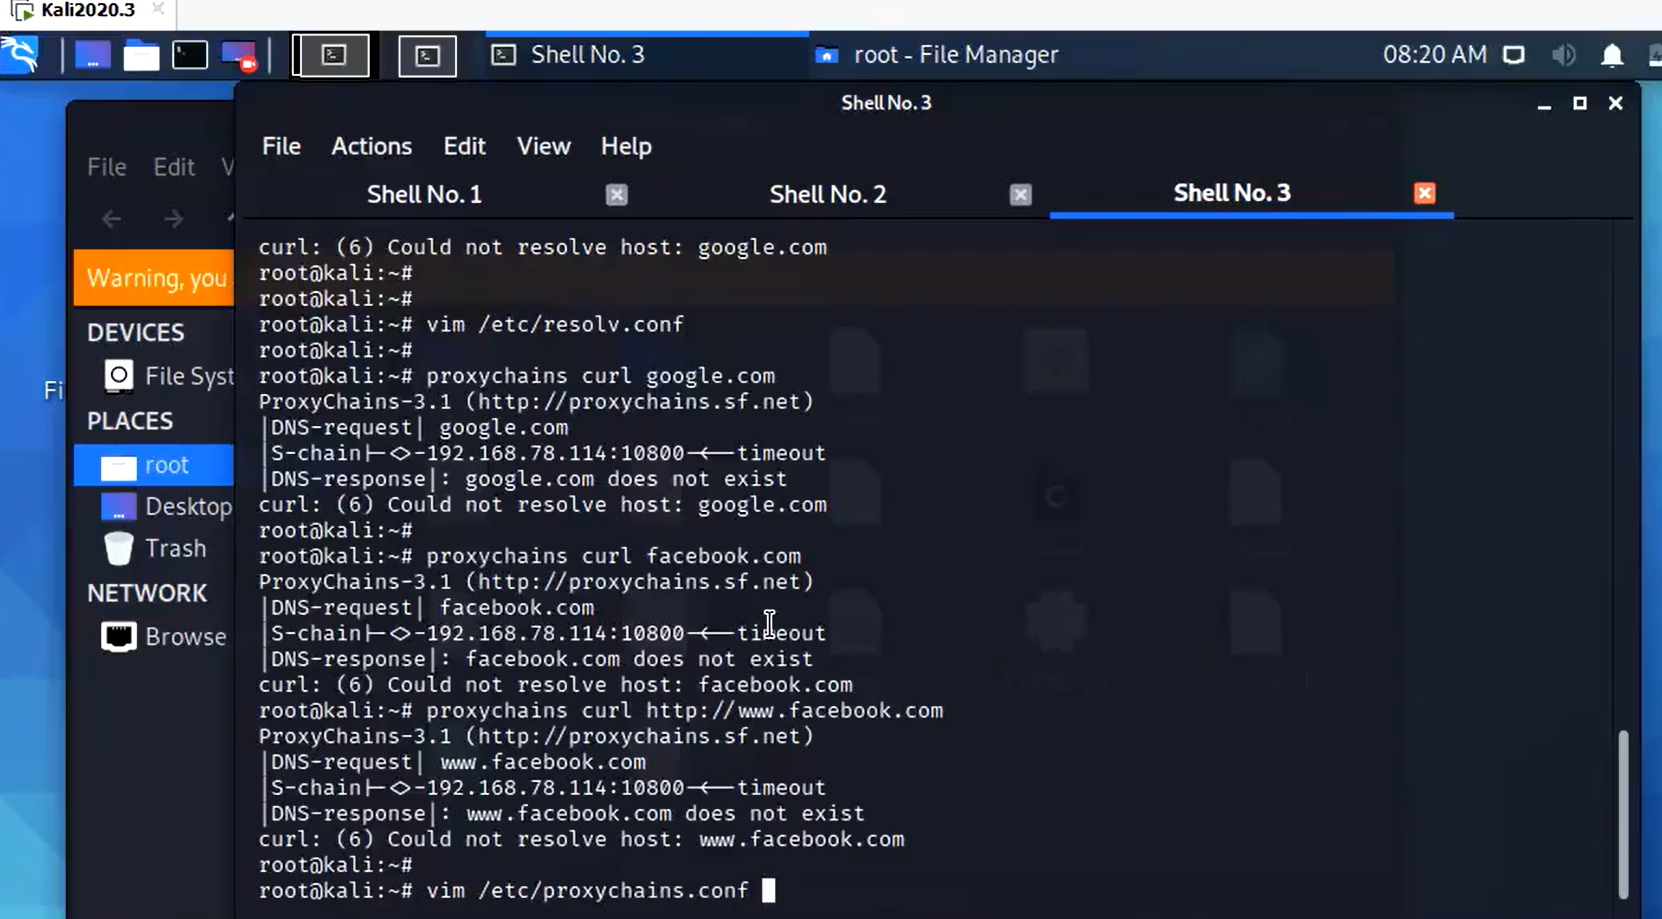 Kali2020.3
Shell No. 3
root - File Manager
08:20 AM
Shell No. 3
File Actions Edit View Help
File Edit V
Shell No. 1
Shell No. 2
Shell No. 3
Warning, you
DEVICES
File Syst
PLACES
root
Desktop
Trash
NETWORK
Browse
Fi
curl: (6) Could not resolve host: google.com
root@kali:~#
root@kali:~#
root@kali:~# vim /etc/resolv.conf
root@kali:~#
root@kali:~# proxychains curl google.com
ProxyChains-3.1 (http://proxychains.sf.net)
|DNS-request| google.com
|S-chain|-<>-192.168.78.114:10800-<--timeout
|DNS-response|: google.com does not exist
curl: (6) Could not resolve host: google.com
root@kali:~#
root@kali:~# proxychains curl facebook.com
ProxyChains-3.1 (http://proxychains.sf.net)
|DNS-request| facebook.com
|S-chain|-<>-192.168.78.114:10800-<--timeout
|DNS-response|: facebook.com does not exist
curl: (6) Could not resolve host: facebook.com
root@kali:~# proxychains curl http://www.facebook.com
ProxyChains-3.1 (http://proxychains.sf.net)
|DNS-request| www.facebook.com
|S-chain|-<>-192.168.78.114:10800-<--timeout
|DNS-response|: www.facebook.com does not exist
curl: (6) Could not resolve host: www.facebook.com
root@kali:~#
root@kali:~# vim /etc/proxychains.conf